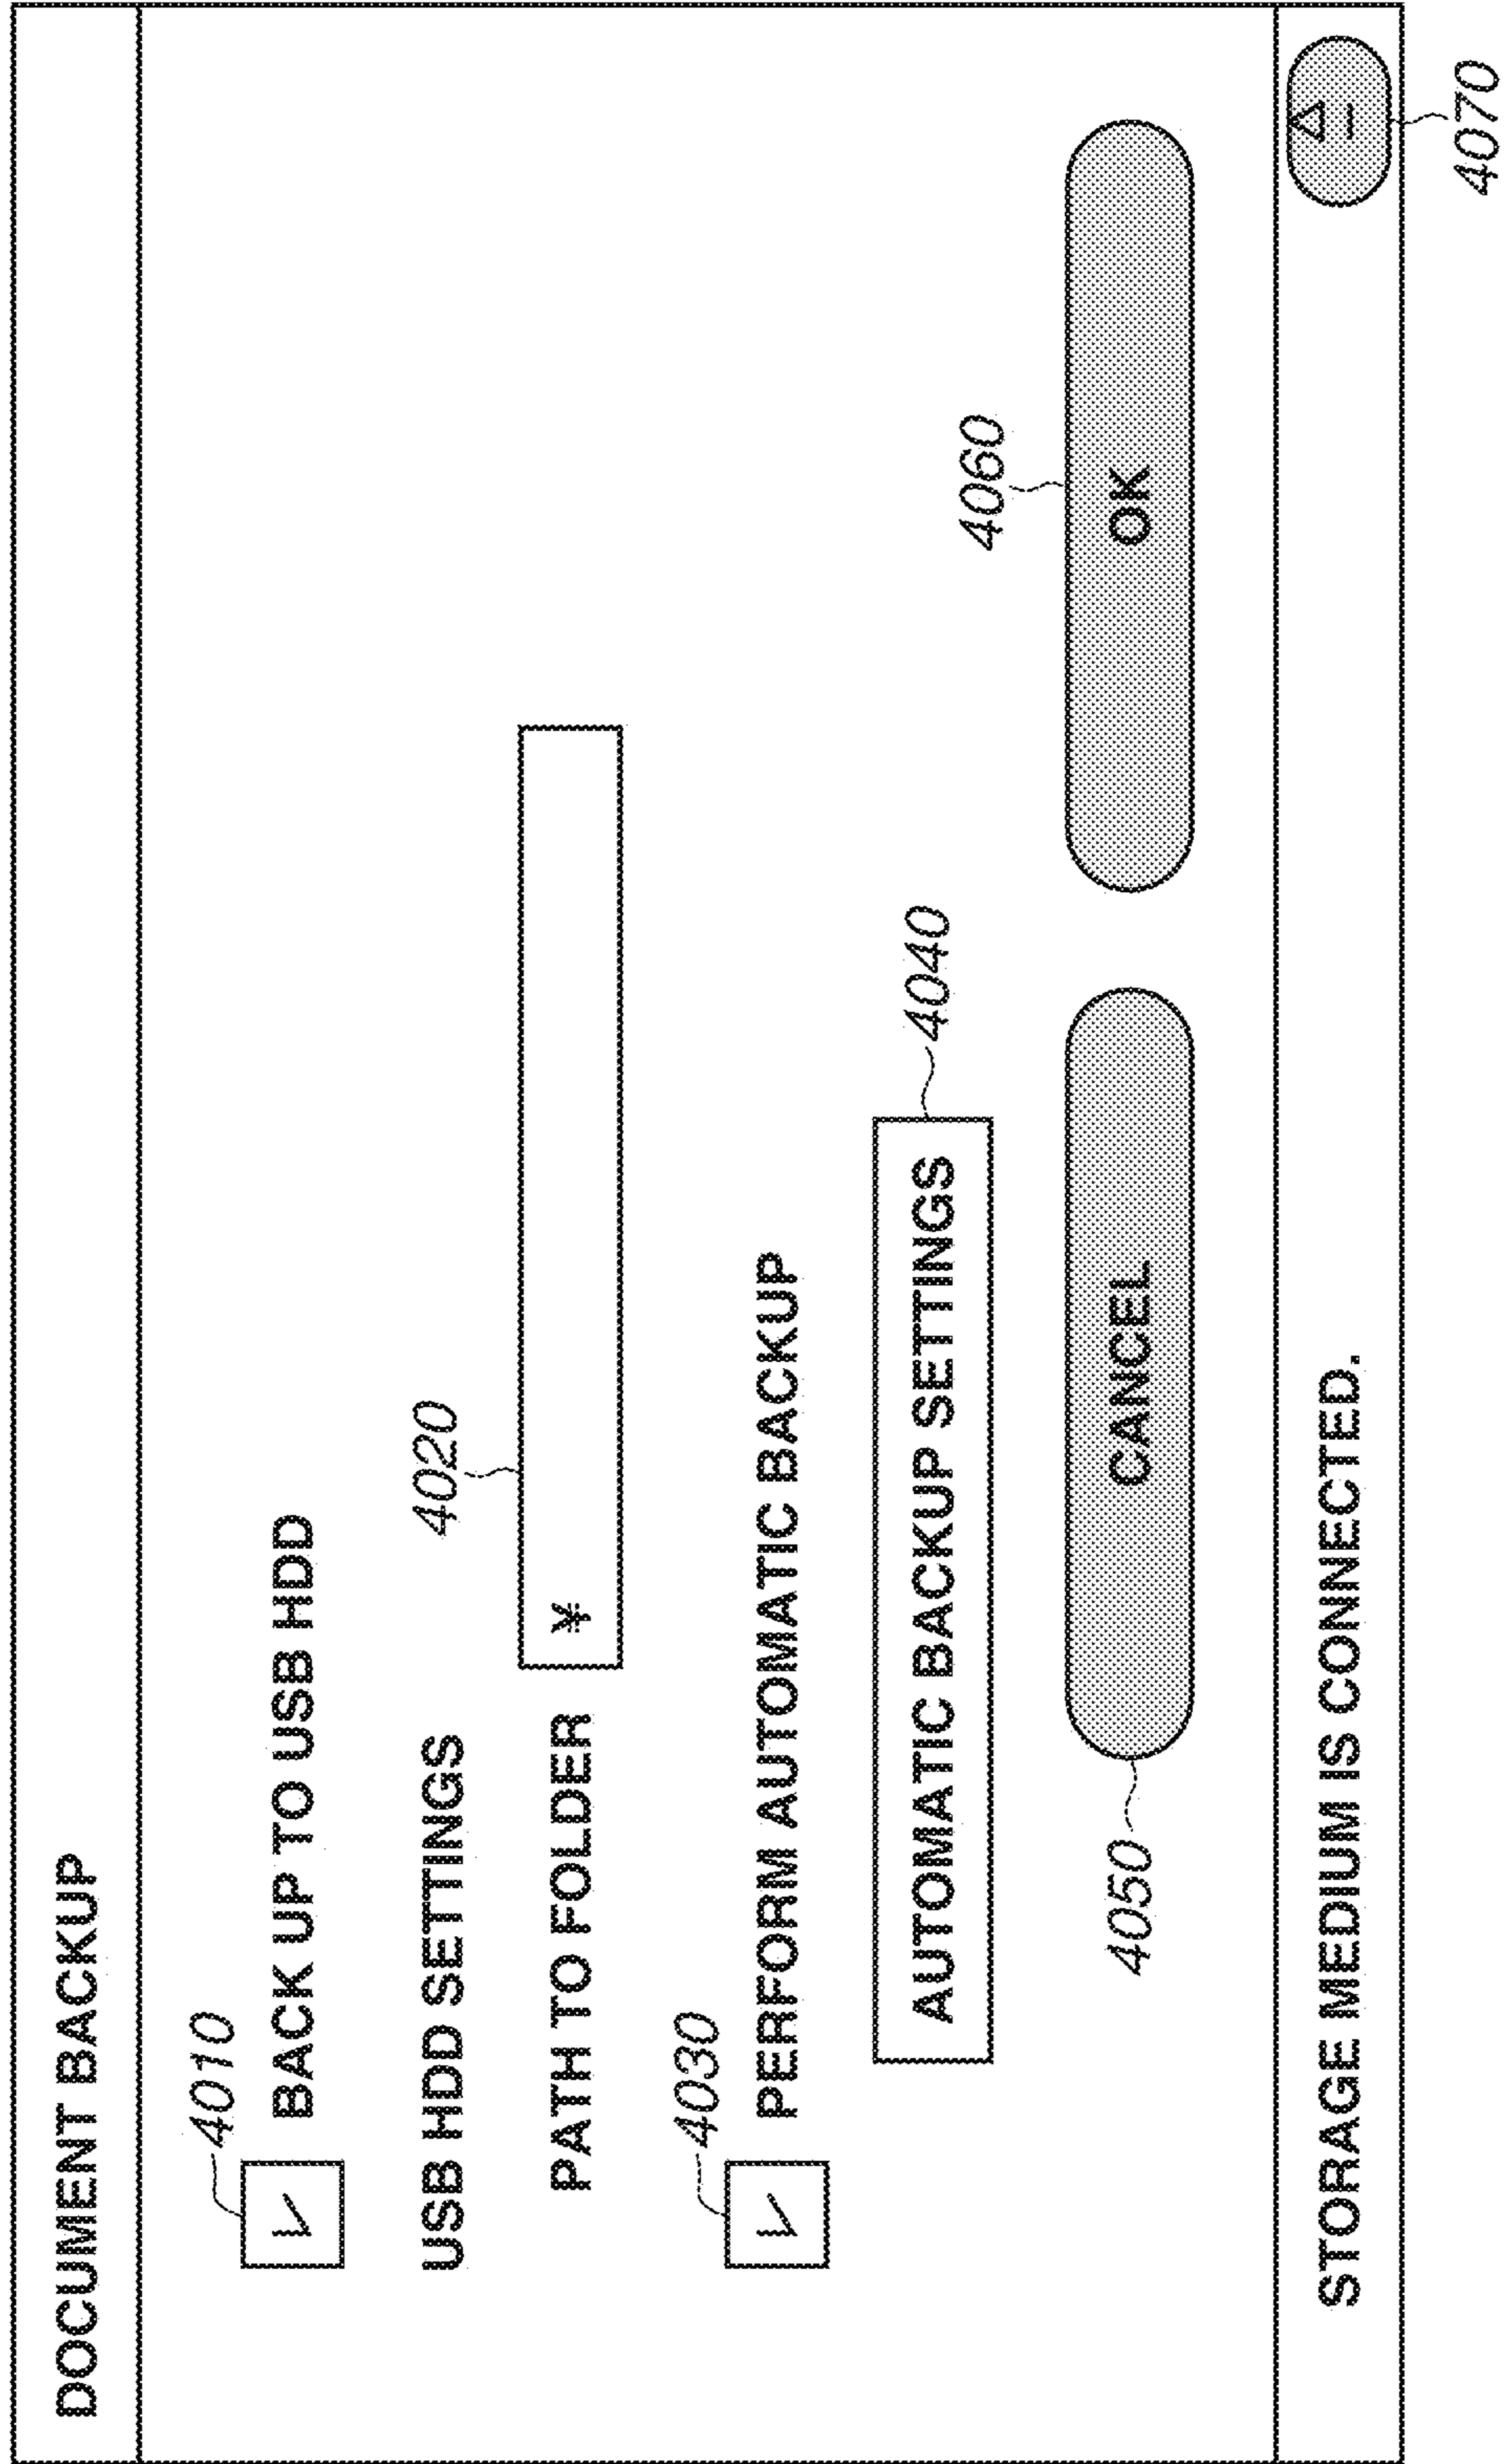 DOCUMENT BACKUP
4010
BACK UP TO USB HDD
USB HDD SETTINGS
4020
PATH TO FOLDER ¥
4030
PERFORM AUTOMATIC BACKUP
AUTOMATIC BACKUP SETTINGS 4040
4060
4050 CANCEL OK
STORAGE MEDIUM IS CONNECTED.
4070